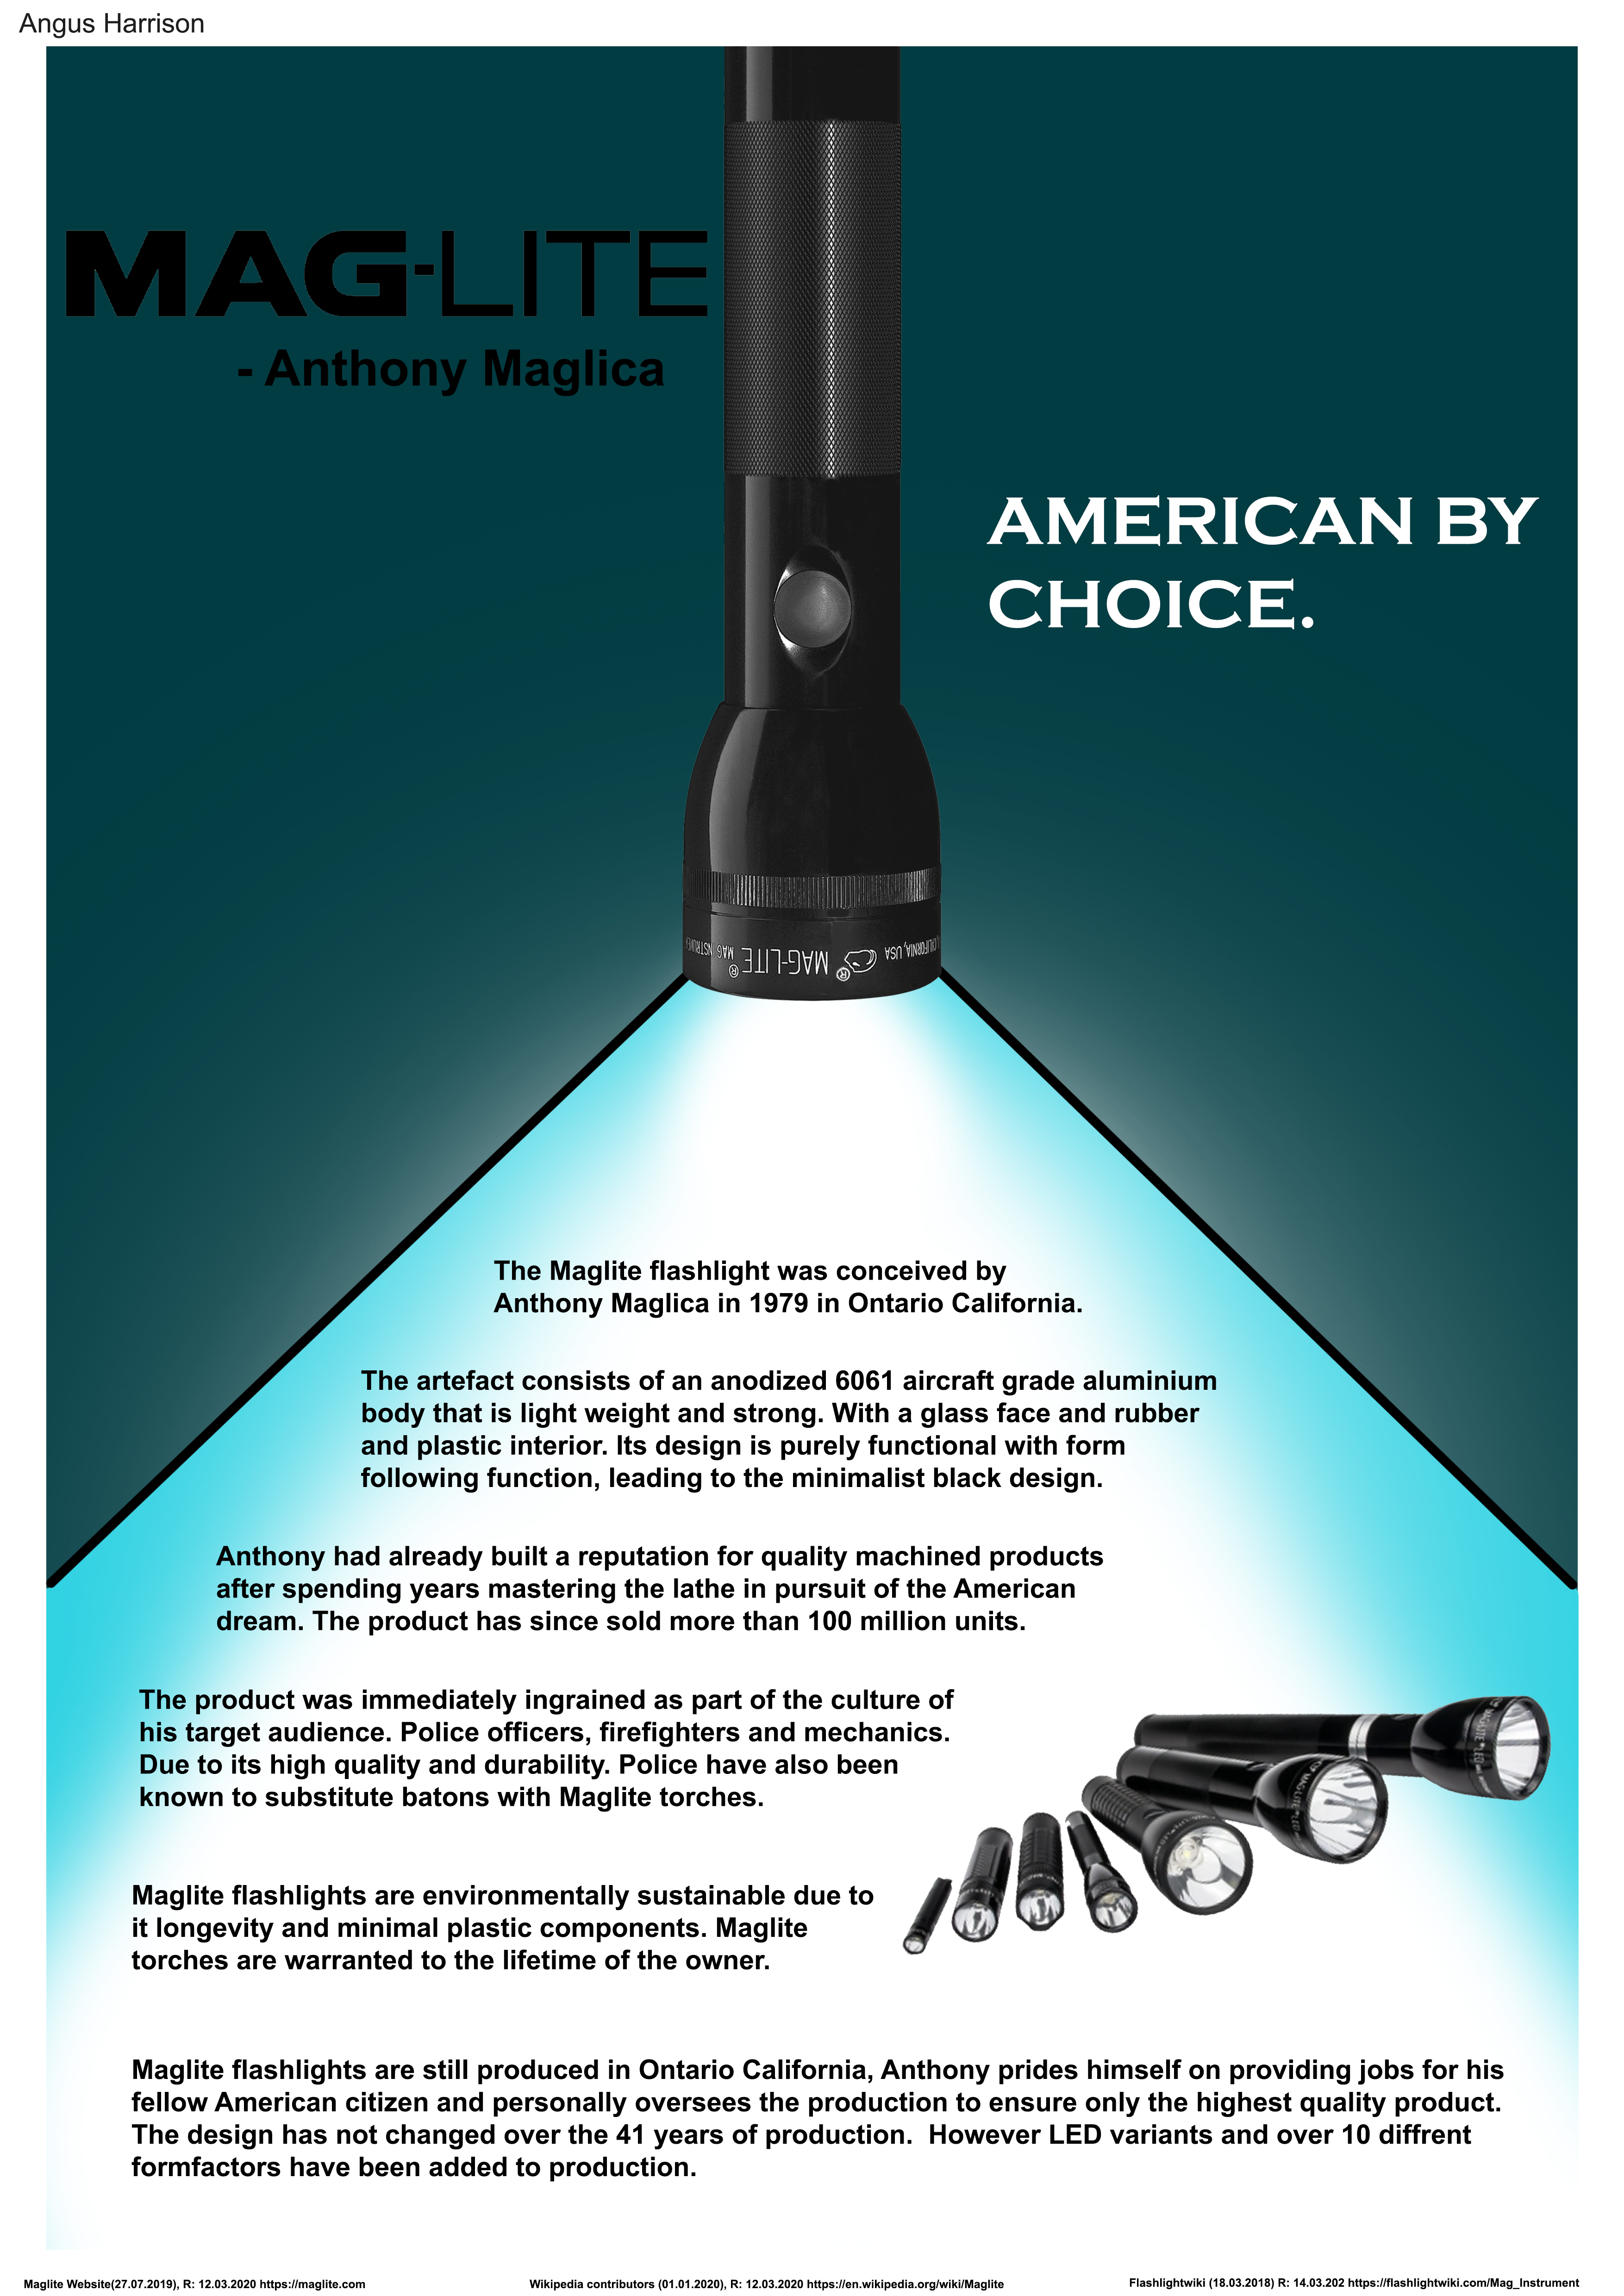 Angus Harrison
MAG-LITE
- Anthony Maglica
AMERICAN BY
CHOICE.
CALIFORNIA, USA ® MAG-LITE ® MAG INSTRUMEN
The Maglite flashlight was conceived by
Anthony Maglica in 1979 in Ontario California.
The artefact consists of an anodized 6061 aircraft grade aluminium
body that is light weight and strong. With a glass face and rubber
and plastic interior. Its design is purely functional with form
following function, leading to the minimalist black design.
Anthony had already built a reputation for quality machined products
after spending years mastering the lathe in pursuit of the American
dream. The product has since sold more than 100 million units.
The product was immediately ingrained as part of the culture of
his target audience. Police officers, firefighters and mechanics.
Due to its high quality and durability. Police have also been
known to substitute batons with Maglite torches.
Maglite flashlights are environmentally sustainable due to
it longevity and minimal plastic components. Maglite
torches are warranted to the lifetime of the owner.
Maglite flashlights are still produced in Ontario California, Anthony prides himself on providing jobs for his
fellow American citizen and personally oversees the production to ensure only the highest quality product.
The design has not changed over the 41 years of production.  However LED variants and over 10 diffrent
formfactors have been added to production.
Maglite Website(27.07.2019), R: 12.03.2020 https://maglite.com
Wikipedia contributors (01.01.2020), R: 12.03.2020 https://en.wikipedia.org/wiki/Maglite
Flashlightwiki (18.03.2018) R: 14.03.202 https://flashlightwiki.com/Mag_Instrument